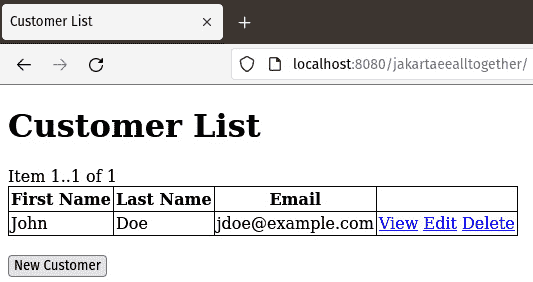 Customer List
localhost:8080/jakartaeealltogether/
Customer List
Item 1..1 of 1
First Name Last Name Email
John Doe jdoe@example.com View Edit Delete
New Customer